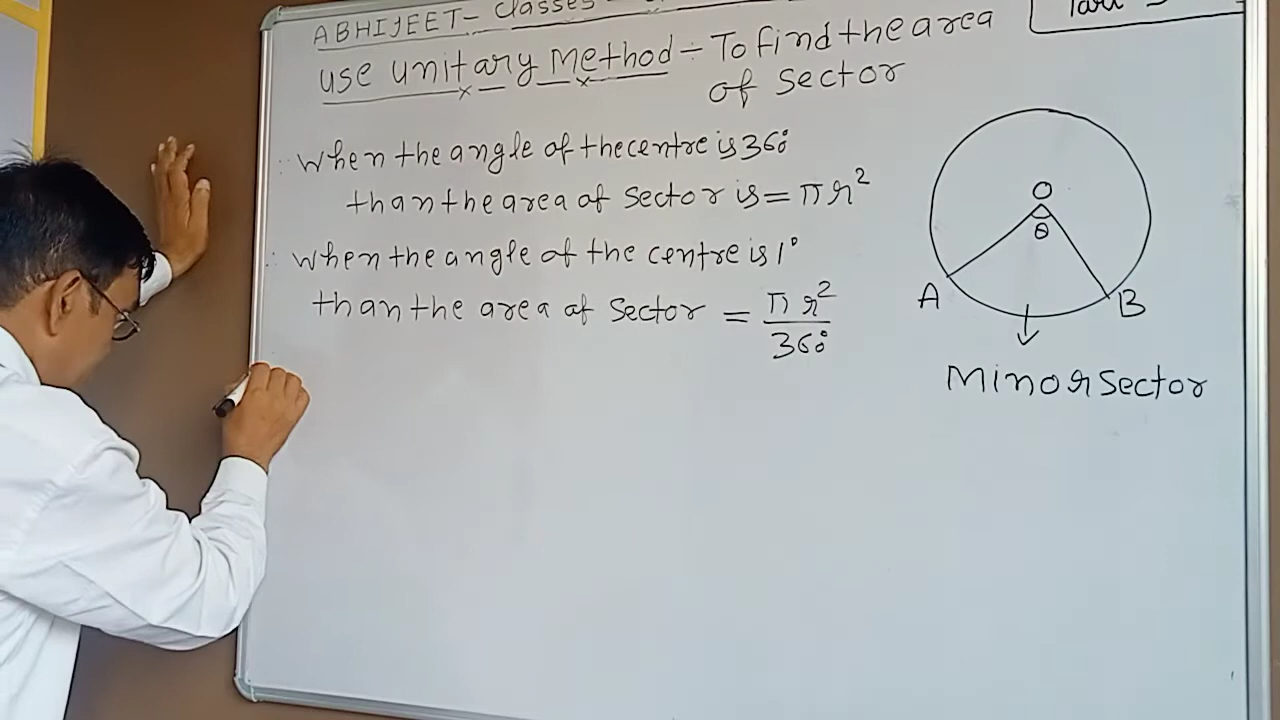 ABHIJEET - Classes -
use unitary Method :- To find the area
of sector
∵ when the angle of the centre is 360°
than the area of sector is = πr²
∴ when the angle of the centre is 1°
than the area of sector = πr²/360°
O
θ
A
B
Minor sector